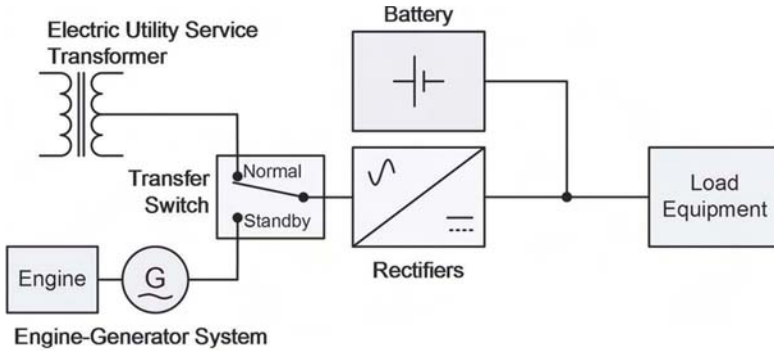 Electric Utility Service
Transformer
Battery
Transfer
Switch
Normal
Standby
Load
Equipment
Rectifiers
Engine
G
Engine-Generator System